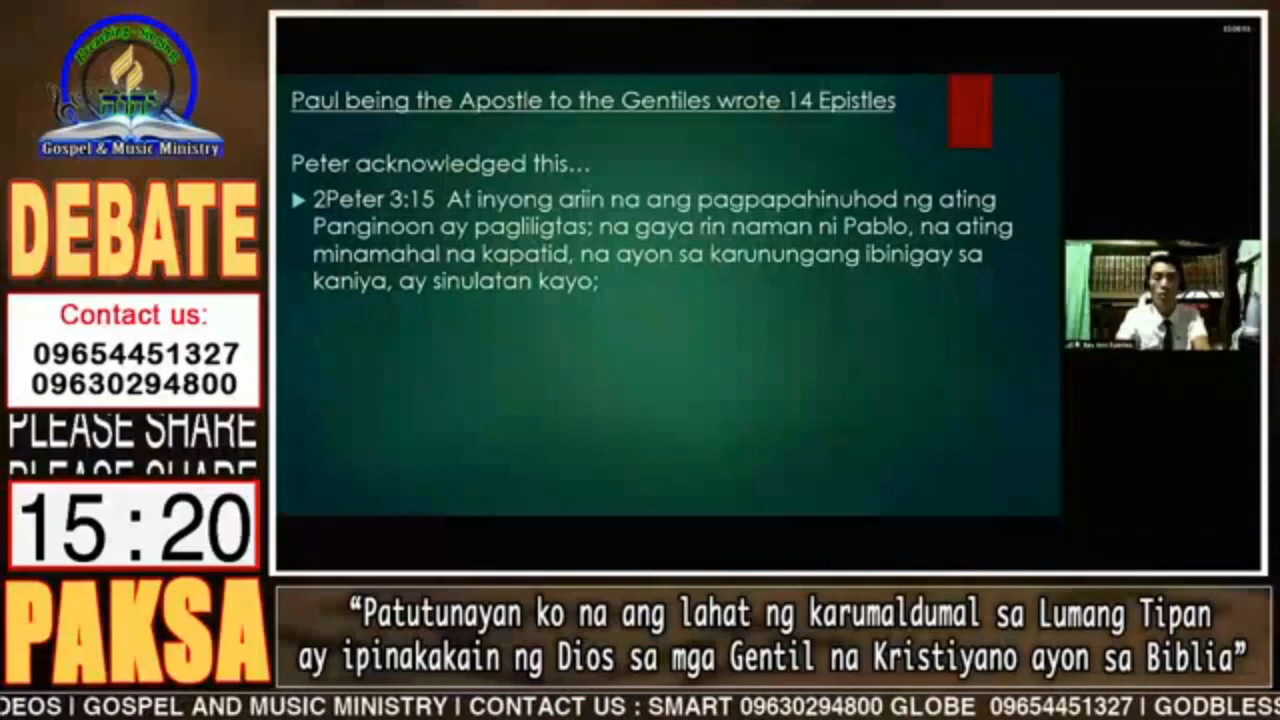 Preaching - Singing
יהוה
Gospel & Music Ministry
DEBATE
Contact us:
09654451327
09630294800
PLEASE SHARE
PLEASE SHARE
15:20
PAKSA
Paul being the Apostle to the Gentiles wrote 14 Epistles
Peter acknowledged this...
2Peter 3:15 At inyong ariin na ang pagpapahinuhod ng ating
Panginoon ay pagliligtas; na gaya rin naman ni Pablo, na ating
minamahal na kapatid, na ayon sa karunungang ibinigay sa
kaniya, ay sinulatan kayo;
“Patutunayan ko na ang lahat ng karumaldumal sa Lumang Tipan
ay ipinakakain ng Dios sa mga Gentil na Kristiyano ayon sa Biblia”
DEOS | GOSPEL AND MUSIC MINISTRY | CONTACT US : SMART 09630294800 GLOBE 09654451327 | GODBLESS